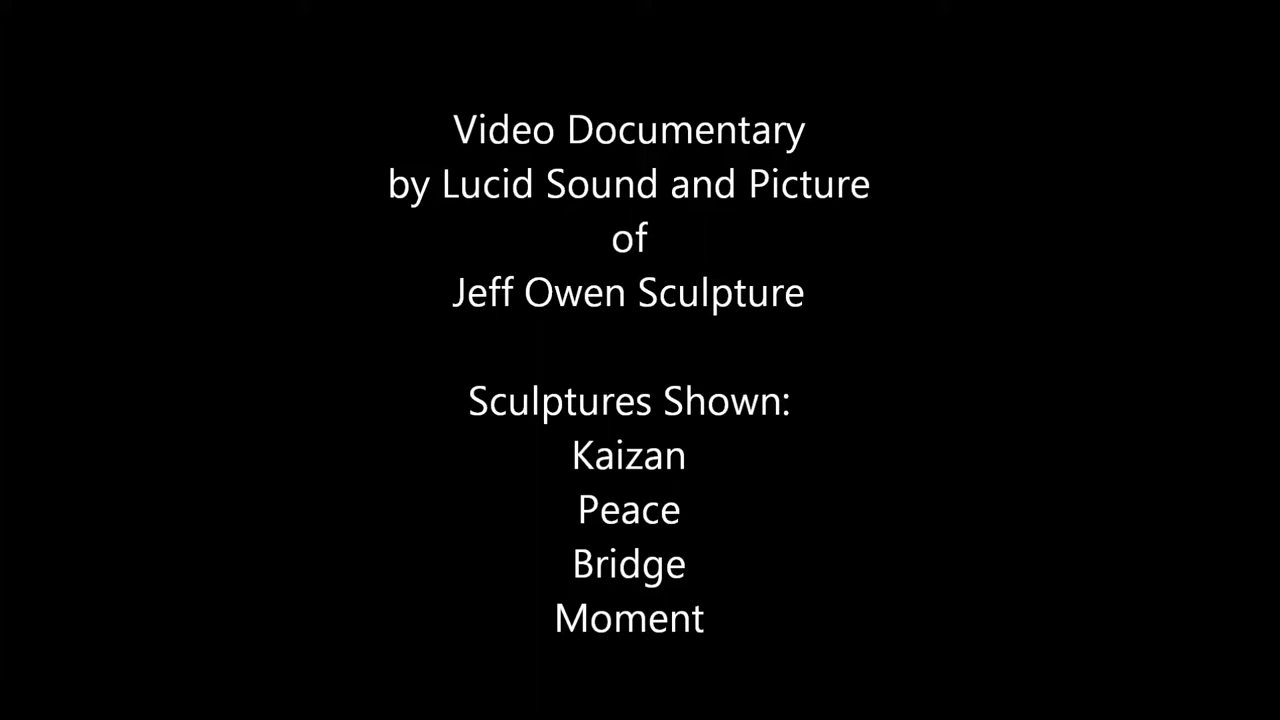 Video Documentary
by Lucid Sound and Picture
of
Jeff Owen Sculpture
Sculptures Shown:
Kaizan
Peace
Bridge
Moment